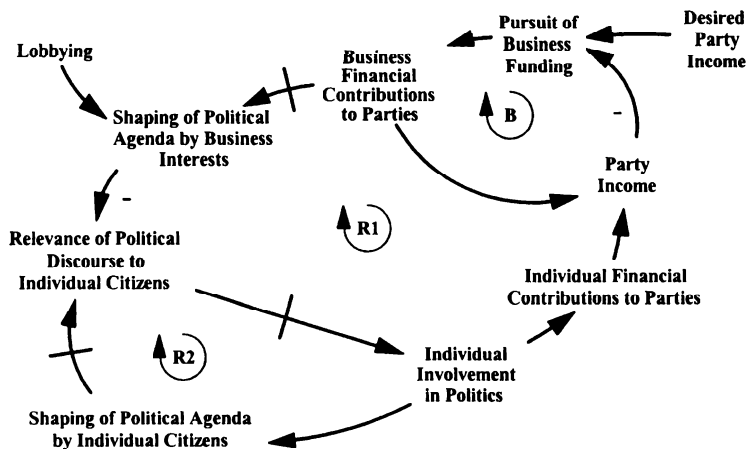 Lobbying
Shaping of Political
Agenda by Business
Interests
Business
Financial
Contributions
to Parties
Pursuit of
Business
Funding
Desired
Party
Income
B
-
Party
Income
-
Relevance of Political
Discourse to
Individual Citizens
R1
Individual Financial
Contributions to Parties
R2
Individual
Involvement
in Politics
Shaping of Political Agenda
by Individual Citizens